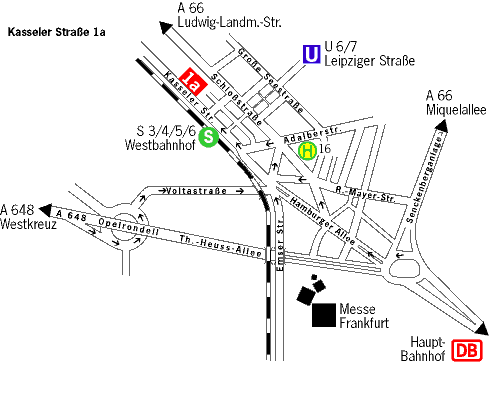 A 66
Ludwig-Landm.-Str.
Kasseler Straße 1a
U
U 6/7
Leipziger Straße
Große Seestraße
1a
Schloßstraße
Kasseler Str.
A 66
Miquelallee
S 3/4/5/6
Westbahnhof
S
Adalberstr.
H
16
Voltastraße
R.-Mayer-Str.
Senckenberganlage
Hamburger Allee
A 648
Westkreuz
A 648
Opelrondell
Th.-Heuss-Allee
Emser Str.
Messe
Frankfurt
Haupt-
Bahnhof
DB